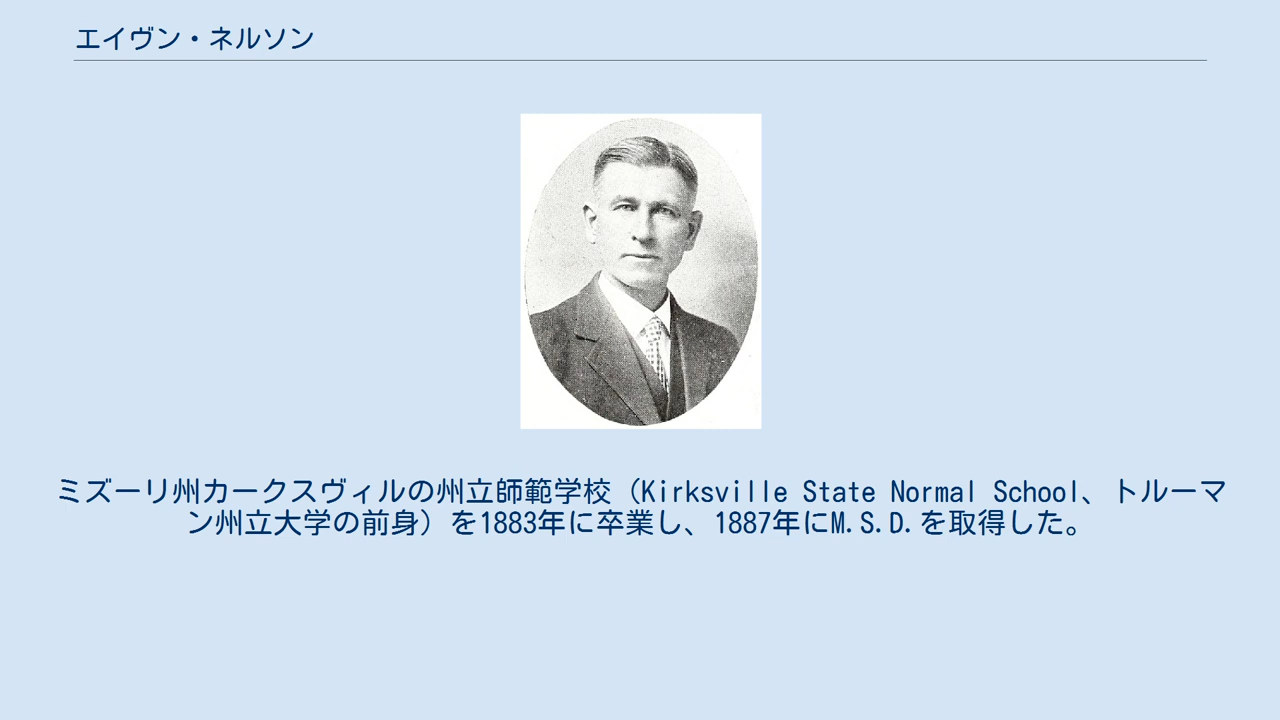 エイヴン・ネルソン
ミズーリ州カークスヴィルの州立師範学校（Kirksville State Normal School、トルーマ
ン州立大学の前身）を1883年に卒業し、1887年にM.S.D.を取得した。